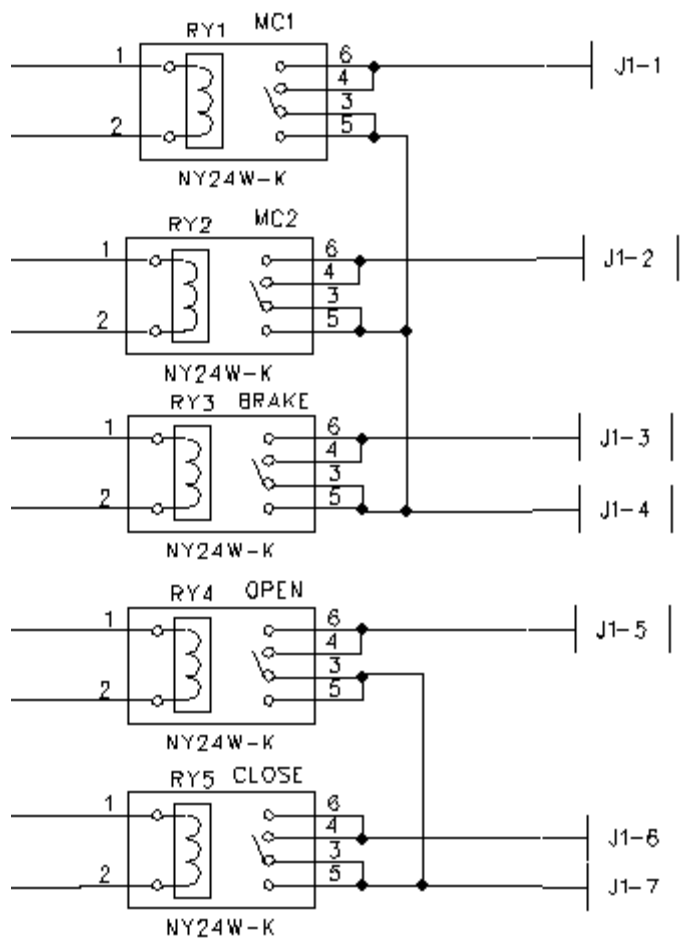 RY1 MC1
1 6 J1-1
4
3
2 5
NY24W-K
RY2 MC2
1 6 J1-2
4
3
2 5
NY24W-K
RY3 BRAKE
1 6 J1-3
4
3
2 5 J1-4
NY24W-K
RY4 OPEN
1 6 J1-5
4
3
2 5
NY24W-K
RY5 CLOSE
1 6
4 J1-6
3
2 5 J1-7
NY24W-K